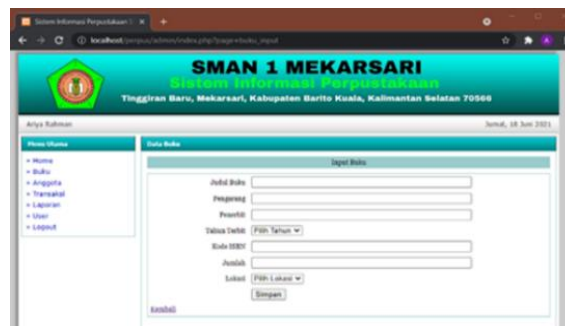 Sistem Informasi Perpustakaan
localhost/perpus/admin/index.php?page=buku_input
SMAN 1 MEKARSARI
Sistem Informasi Perpustakaan
Tinggiran Baru, Mekarsari, Kabupaten Barito Kuala, Kalimantan Selatan 70566
Ariya Rahman
Jumat, 18 Juni 2021
Menu Utama
Data Buku
» Home
» Buku
» Anggota
» Transaksi
» Laporan
» User
» Logout
Input Buku
Judul Buku
Pengarang
Penerbit
Tahun Terbit Pilih Tahun
Kode ISBN
Jumlah
Lokasi Pilih Lokasi
Simpan
Kembali